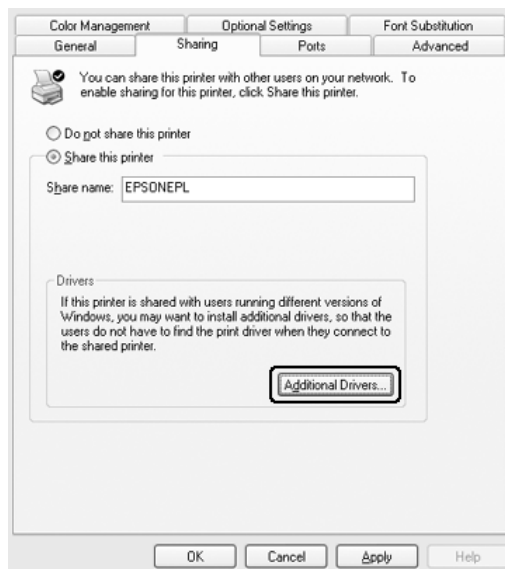 Color Management Optional Settings Font Substitution
General Sharing Ports Advanced
You can share this printer with other users on your network. To
enable sharing for this printer, click Share this printer.
Do not share this printer
Share this printer
Share name: EPSONEPL
Drivers
If this printer is shared with users running different versions of
Windows, you may want to install additional drivers, so that the
users do not have to find the print driver when they connect to
the shared printer.
Additional Drivers...
OK Cancel Apply Help